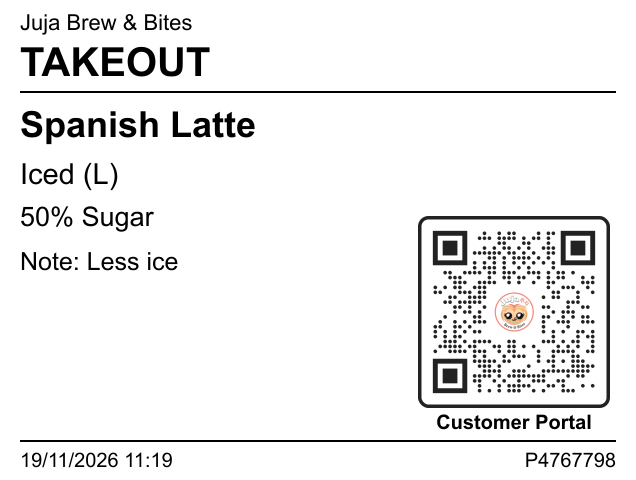 Juja Brew & Bites
TAKEOUT
Spanish Latte
Iced (L)
50% Sugar
Note: Less ice
Customer Portal
19/11/2026 11:19
P4767798